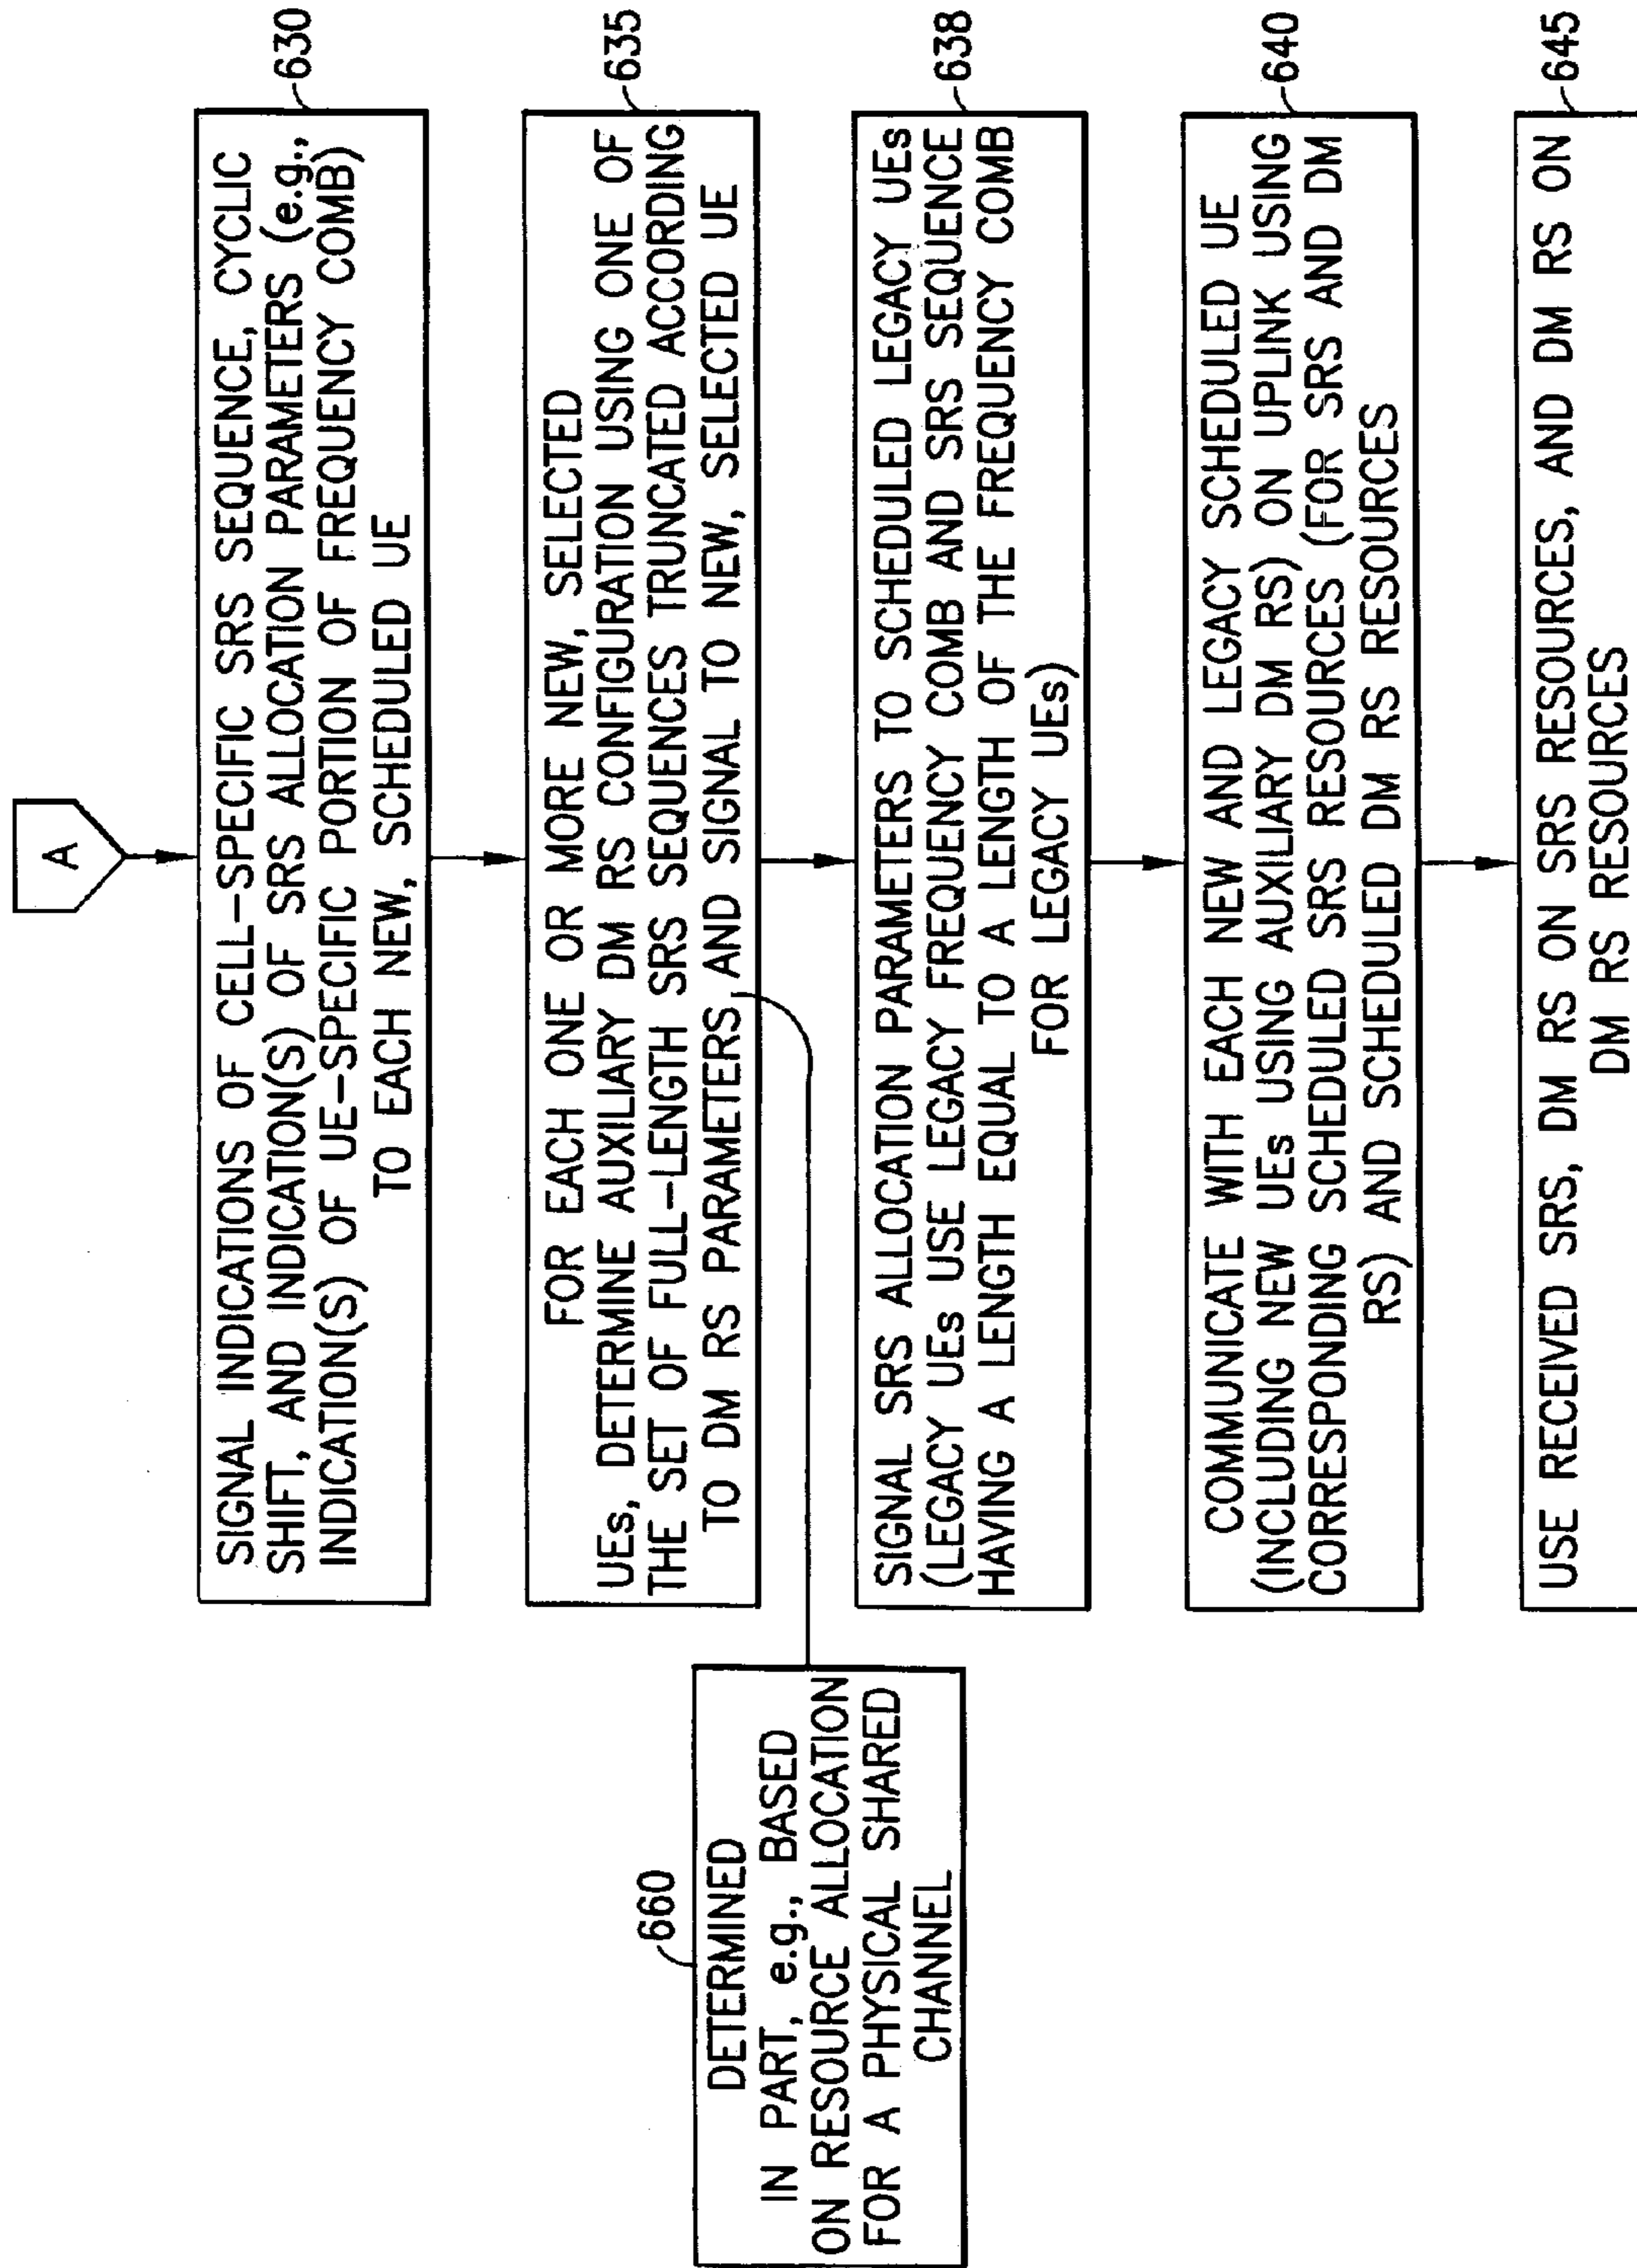 A
630
SIGNAL INDICATIONS OF CELL-SPECIFIC SRS SEQUENCE, CYCLIC
SHIFT, AND INDICATION(S) OF SRS ALLOCATION PARAMETERS (e.g.,
INDICATION(S) OF UE-SPECIFIC PORTION OF FREQUENCY COMB)
TO EACH NEW, SCHEDULED UE
635
FOR EACH ONE OR MORE NEW, SELECTED
UEs, DETERMINE AUXILIARY DM RS CONFIGURATION USING ONE OF
THE SET OF FULL-LENGTH SRS SEQUENCES TRUNCATED ACCORDING
TO DM RS PARAMETERS, AND SIGNAL TO NEW, SELECTED UE
660
DETERMINED
IN PART, e.g., BASED
ON RESOURCE ALLOCATION
FOR A PHYSICAL SHARED
CHANNEL
638
SIGNAL SRS ALLOCATION PARAMETERS TO SCHEDULED LEGACY UEs
(LEGACY UEs USE LEGACY FREQUENCY COMB AND SRS SEQUENCE
HAVING A LENGTH EQUAL TO A LENGTH OF THE FREQUENCY COMB
FOR LEGACY UEs)
640
COMMUNICATE WITH EACH NEW AND LEGACY SCHEDULED UE
(INCLUDING NEW UEs USING AUXILIARY DM RS) ON UPLINK USING
CORRESPONDING SCHEDULED SRS RESOURCES (FOR SRS AND DM
RS) AND SCHEDULED DM RS RESOURCES
645
USE RECEIVED SRS, DM RS ON SRS RESOURCES, AND DM RS ON
DM RS RESOURCES